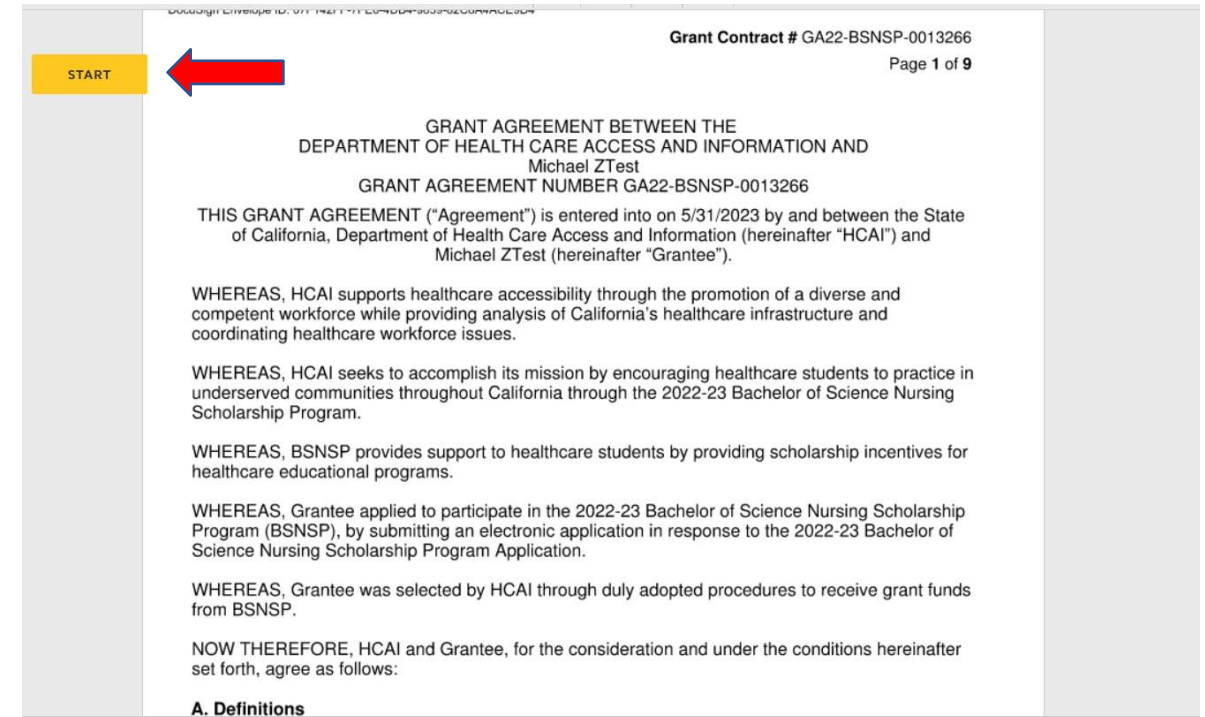 DocuSign Envelope ID:
Grant Contract # GA22-BSNSP-0013266
Page 1 of 9
START
GRANT AGREEMENT BETWEEN THE
DEPARTMENT OF HEALTH CARE ACCESS AND INFORMATION AND
Michael ZTest
GRANT AGREEMENT NUMBER GA22-BSNSP-0013266
THIS GRANT AGREEMENT (“Agreement”) is entered into on 5/31/2023 by and between the State
of California, Department of Health Care Access and Information (hereinafter “HCAI”) and
Michael ZTest (hereinafter “Grantee”).
WHEREAS, HCAI supports healthcare accessibility through the promotion of a diverse and
competent workforce while providing analysis of California’s healthcare infrastructure and
coordinating healthcare workforce issues.
WHEREAS, HCAI seeks to accomplish its mission by encouraging healthcare students to practice in
underserved communities throughout California through the 2022-23 Bachelor of Science Nursing
Scholarship Program.
WHEREAS, BSNSP provides support to healthcare students by providing scholarship incentives for
healthcare educational programs.
WHEREAS, Grantee applied to participate in the 2022-23 Bachelor of Science Nursing Scholarship
Program (BSNSP), by submitting an electronic application in response to the 2022-23 Bachelor of
Science Nursing Scholarship Program Application.
WHEREAS, Grantee was selected by HCAI through duly adopted procedures to receive grant funds
from BSNSP.
NOW THEREFORE, HCAI and Grantee, for the consideration and under the conditions hereinafter
set forth, agree as follows:
A. Definitions